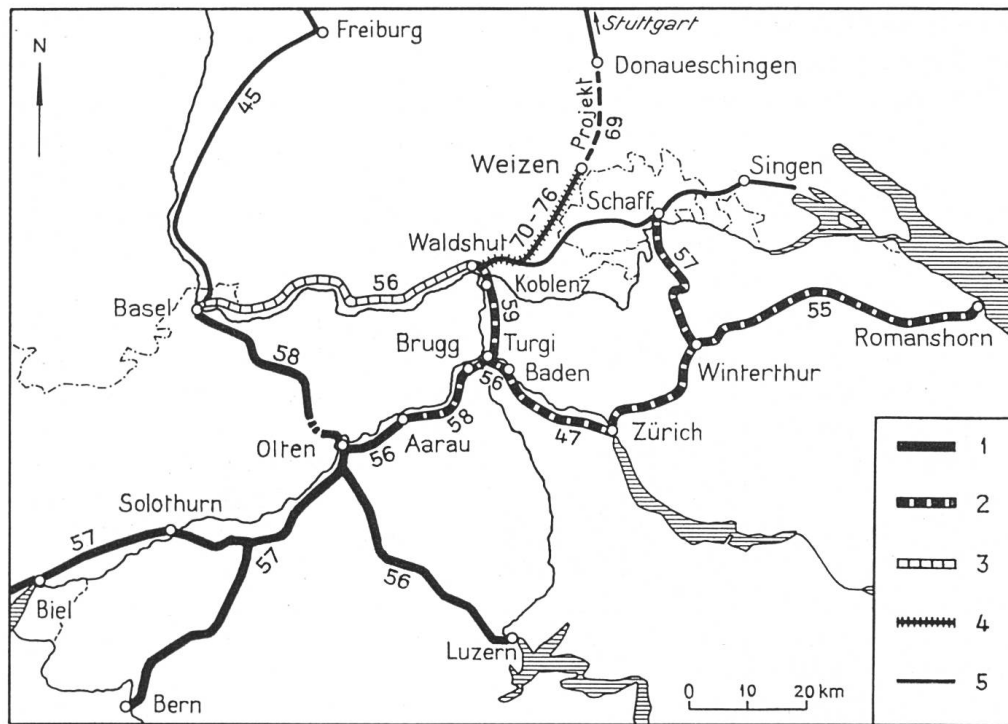 Stuttgart
N
Freiburg
Donaueschingen
45
Projekt
69
Weizen
Singen
Schaff.
70-76
Waldshut
57
56
Koblenz
Basel
59
55
Romanshorn
Brugg
Turgi
58
56
Baden
Winterthur
58
47
Olten
56
Aarau
Zürich
Solothurn
57
57
56
Biel
Luzern
Bern
0 10 20 km
1
2
3
4
5